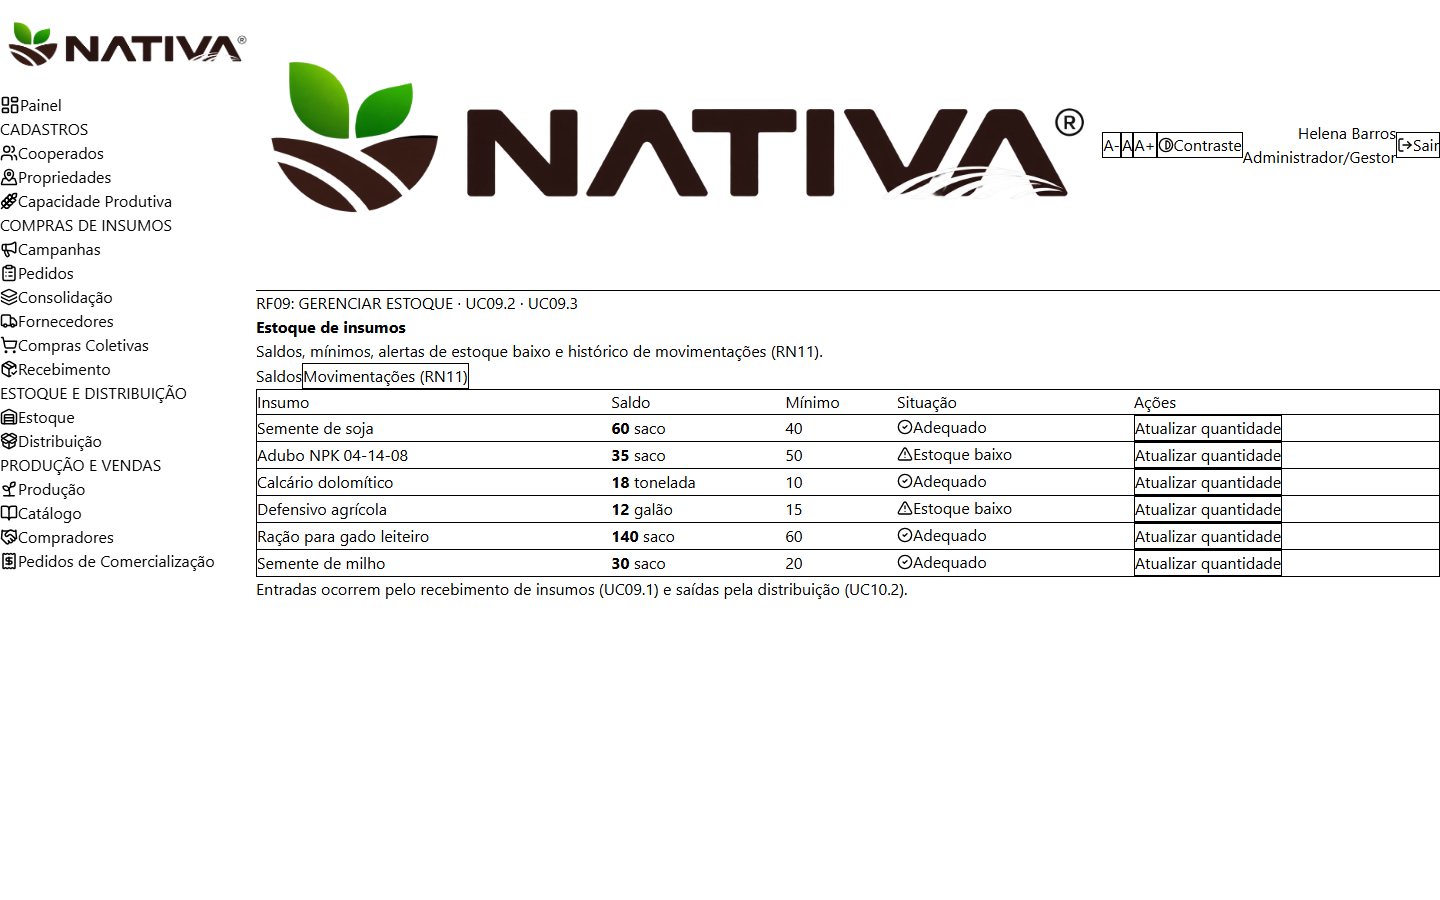 NATIVA®
Painel
CADASTROS
Cooperados
Propriedades
Capacidade Produtiva
COMPRAS DE INSUMOS
Campanhas
Pedidos
Consolidação
Fornecedores
Compras Coletivas
Recebimento
ESTOQUE E DISTRIBUIÇÃO
Estoque
Distribuição
PRODUÇÃO E VENDAS
Produção
Catálogo
Compradores
Pedidos de Comercialização
NATIVA®
A- A A+ Contraste
Helena Barros
Administrador/Gestor
Sair
RF09: GERENCIAR ESTOQUE · UC09.2 · UC09.3
Estoque de insumos
Saldos, mínimos, alertas de estoque baixo e histórico de movimentações (RN11).
Saldos Movimentações (RN11)
Insumo Saldo Mínimo Situação Ações
Semente de soja 60 saco 40 Adequado Atualizar quantidade
Adubo NPK 04-14-08 35 saco 50 Estoque baixo Atualizar quantidade
Calcário dolomítico 18 tonelada 10 Adequado Atualizar quantidade
Defensivo agrícola 12 galão 15 Estoque baixo Atualizar quantidade
Ração para gado leiteiro 140 saco 60 Adequado Atualizar quantidade
Semente de milho 30 saco 20 Adequado Atualizar quantidade
Entradas ocorrem pelo recebimento de insumos (UC09.1) e saídas pela distribuição (UC10.2).